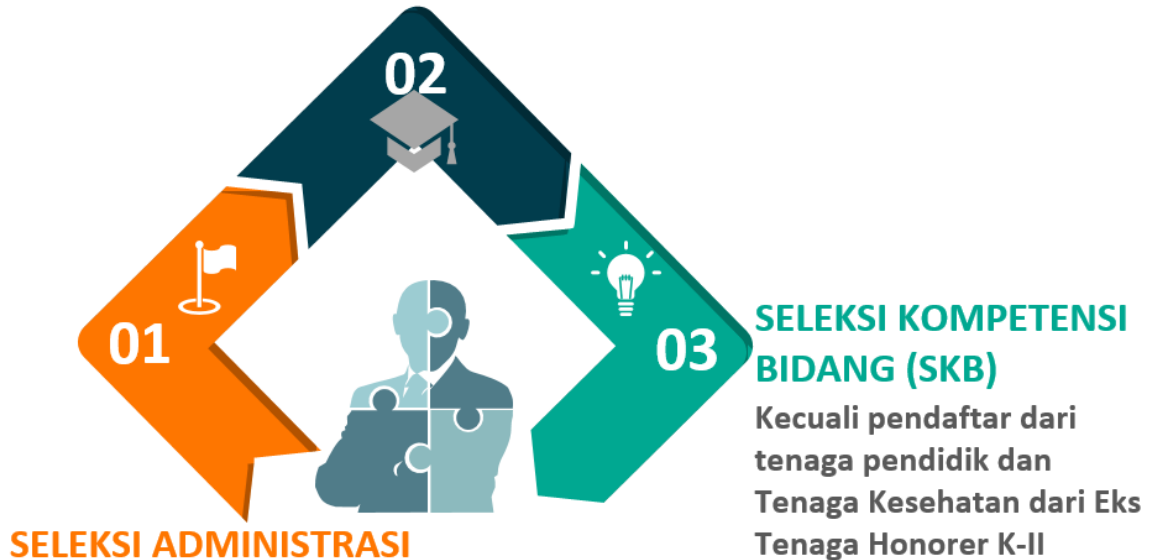 02
01
SELEKSI ADMINISTRASI
03
SELEKSI KOMPETENSI
BIDANG (SKB)
Kecuali pendaftar dari
tenaga pendidik dan
Tenaga Kesehatan dari Eks
Tenaga Honorer K-II